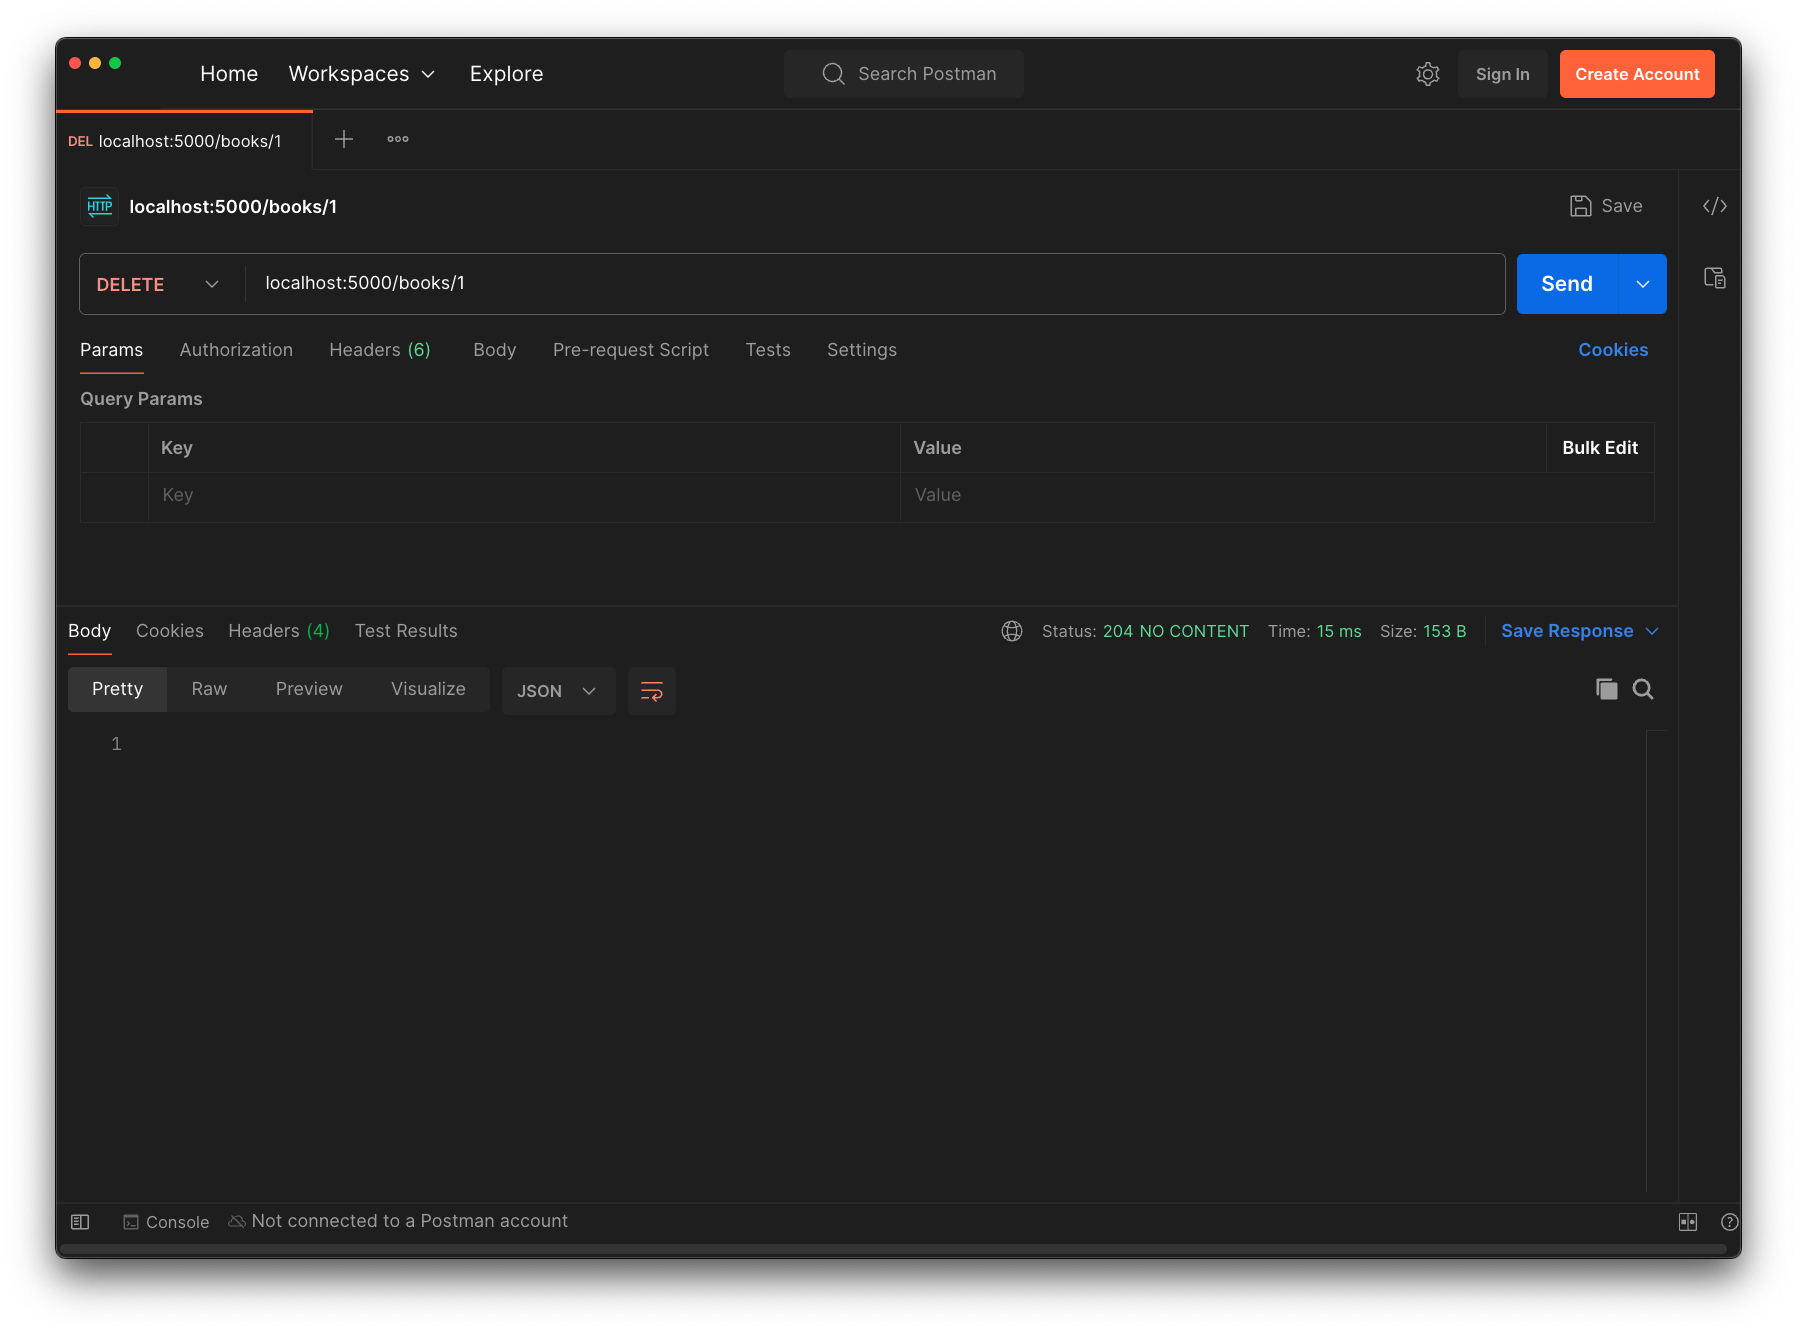 Home Workspaces Explore Search Postman Sign In Create Account
DEL localhost:5000/books/1
HTTP localhost:5000/books/1 Save
DELETE localhost:5000/books/1 Send
Params Authorization Headers (6) Body Pre-request Script Tests Settings Cookies
Query Params
Key Value Bulk Edit
Key Value
Body Cookies Headers (4) Test Results Status: 204 NO CONTENT Time: 15 ms Size: 153 B Save Response
Pretty Raw Preview Visualize JSON
1
Console Not connected to a Postman account